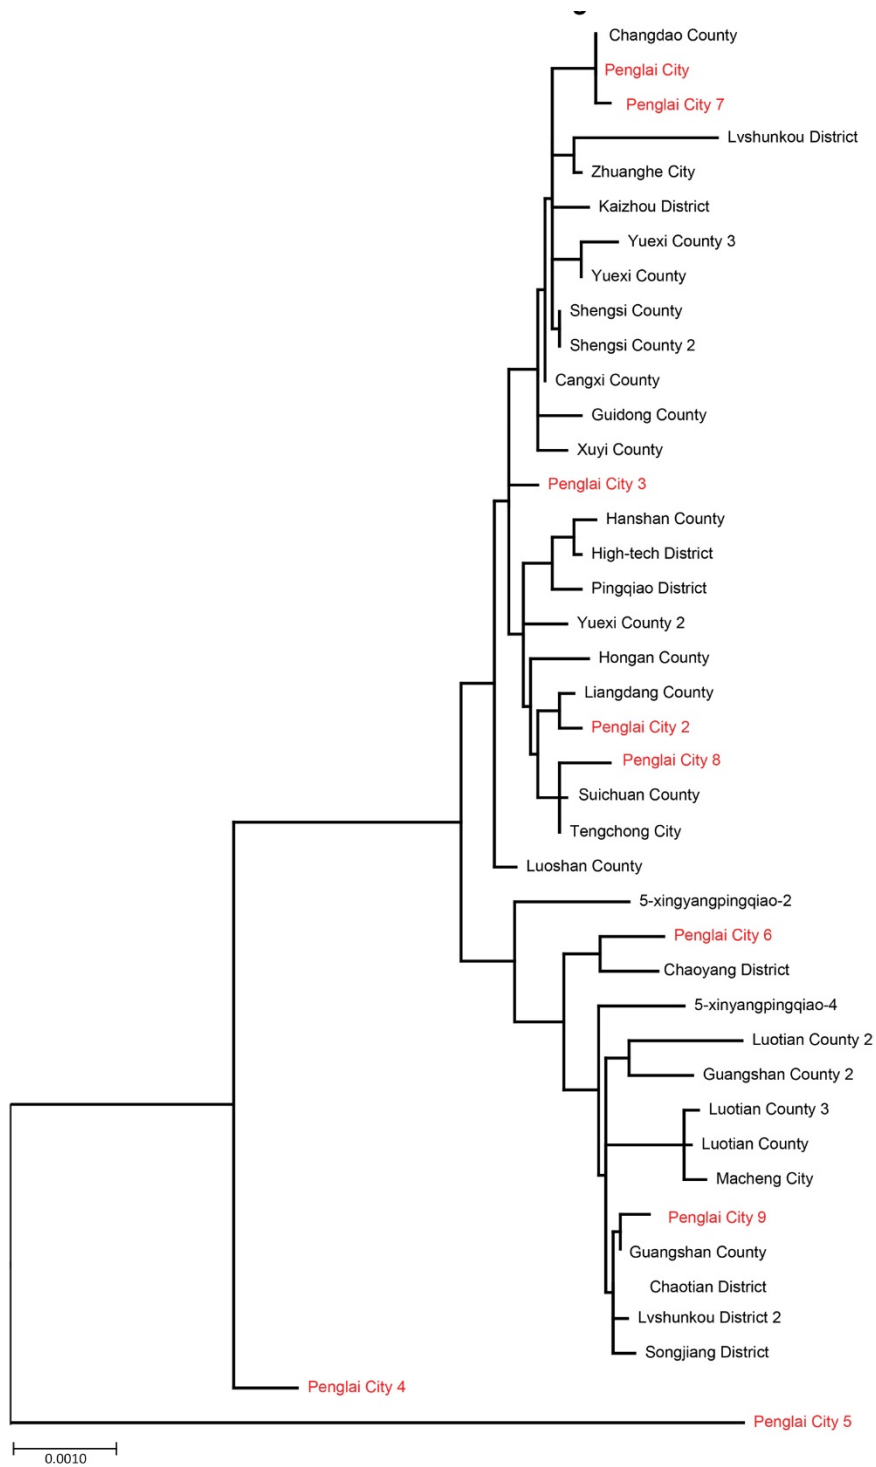 Changdao County
Penglai City
Penglai City 7
Lvshunkou District
Zhuanghe City
Kaizhou District
Yuexi County 3
Yuexi County
Shengsi County
Shengsi County 2
Cangxi County
Guidong County
Xuyi County
Penglai City 3
Hanshan County
High-tech District
Pingqiao District
Yuexi County 2
Hongan County
Liangdang County
Penglai City 2
Penglai City 8
Suichuan County
Tengchong City
Luoshan County
5-xingyangpingqiao-2
Penglai City 6
Chaoyang District
5-xinyangpingqiao-4
Luotian County 2
Guangshan County 2
Luotian County 3
Luotian County
Macheng City
Penglai City 9
Guangshan County
Chaotian District
Lvshunkou District 2
Songjiang District
Penglai City 4
Penglai City 5
0.0010